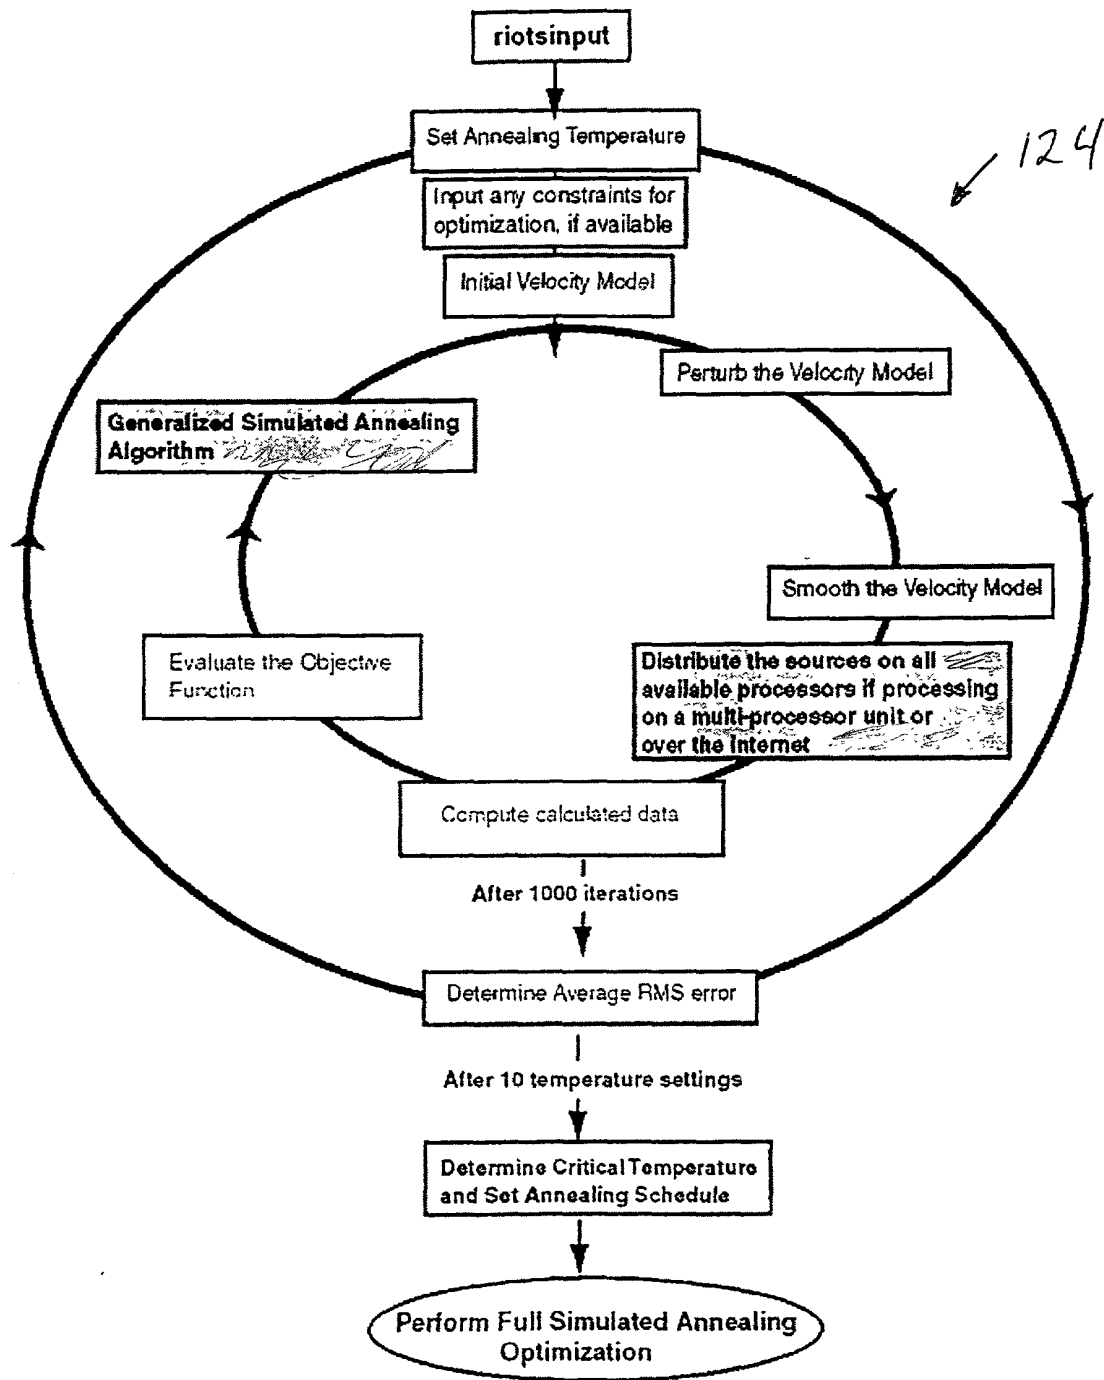 riotsinput
124
Set Annealing Temperature
Input any constraints for
optimization, if available
Initial Velocity Model
Perturb the Velocity Model
Generalized Simulated Annealing
Algorithm
Smooth the Velocity Model
Evaluate the Objective
Function
Distribute the sources on all
available processors if processing
on a multi-processor unit or
over the internet
Compute calculated data
After 1000 iterations
Determine Average RMS error
After 10 temperature settings
Determine Critical Temperature
and Set Annealing Schedule
Perform Full Simulated Annealing
Optimization